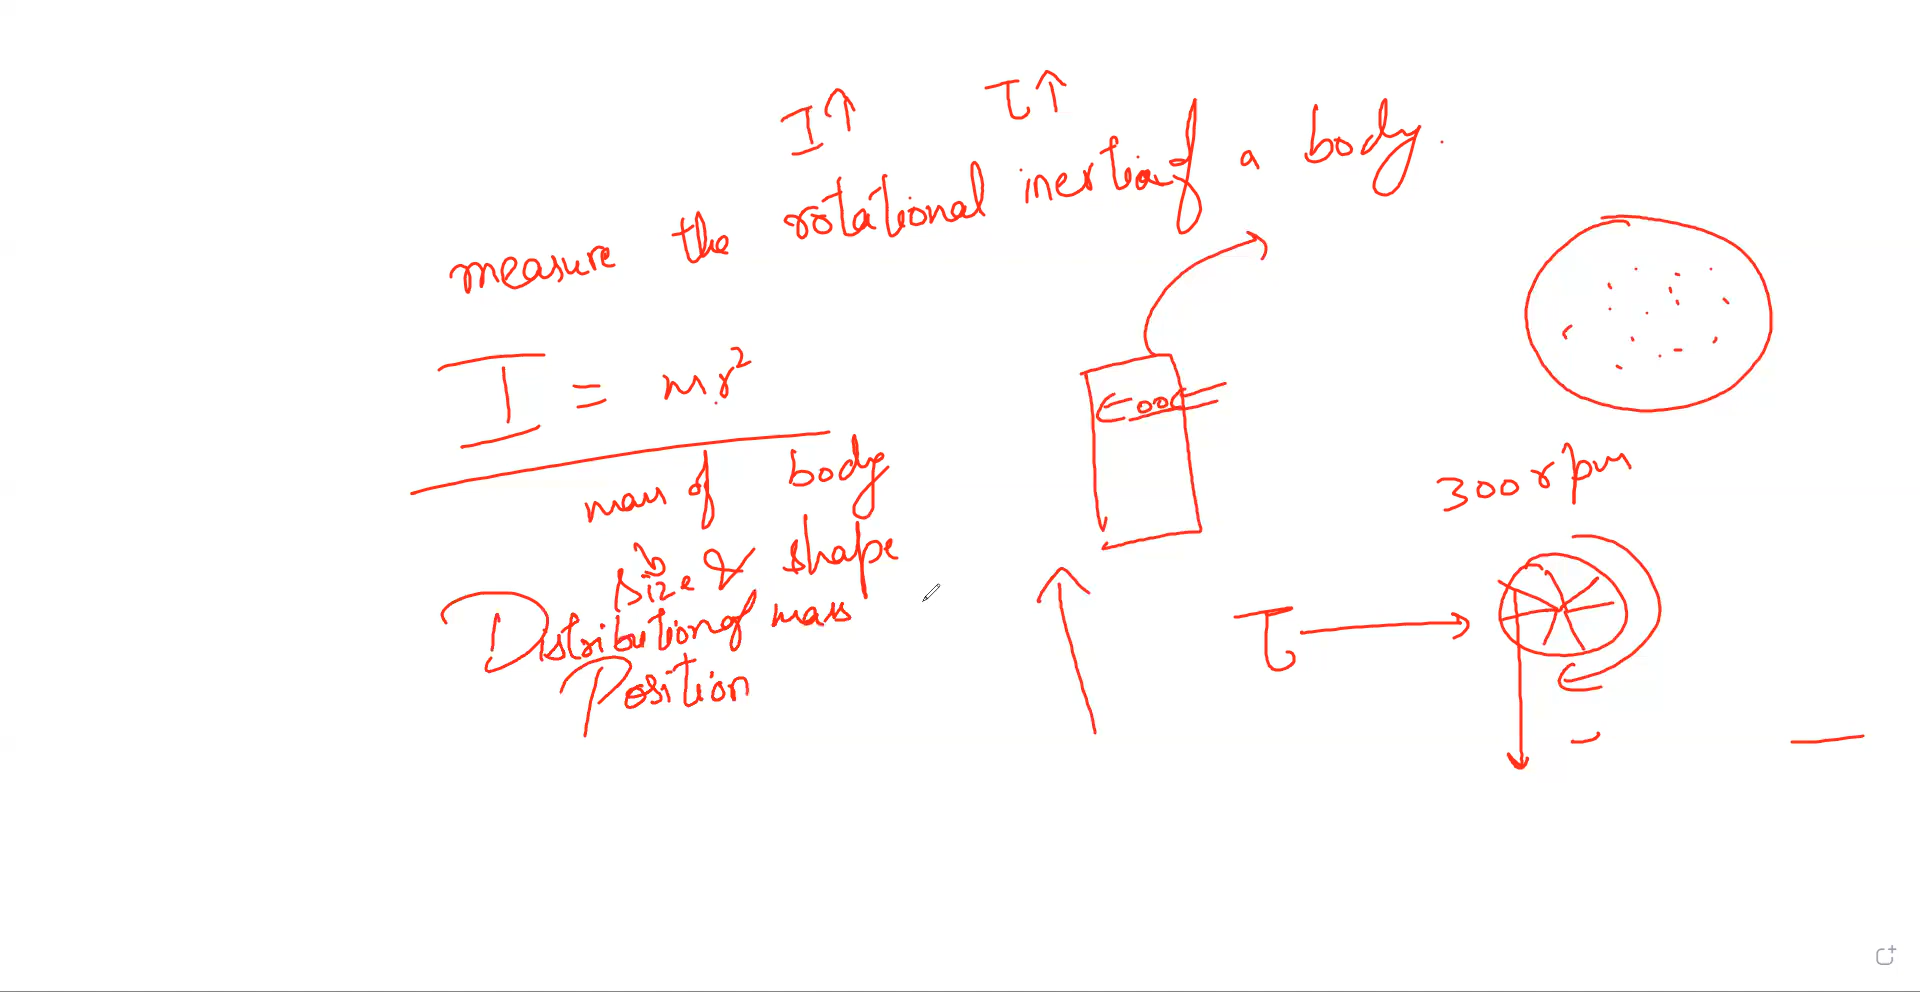 I↑ τ↑
measure the rotational inertia of a body.
I = mr²
mass of body
size & shape
Distribution of mass
Position
300 rpm
τ